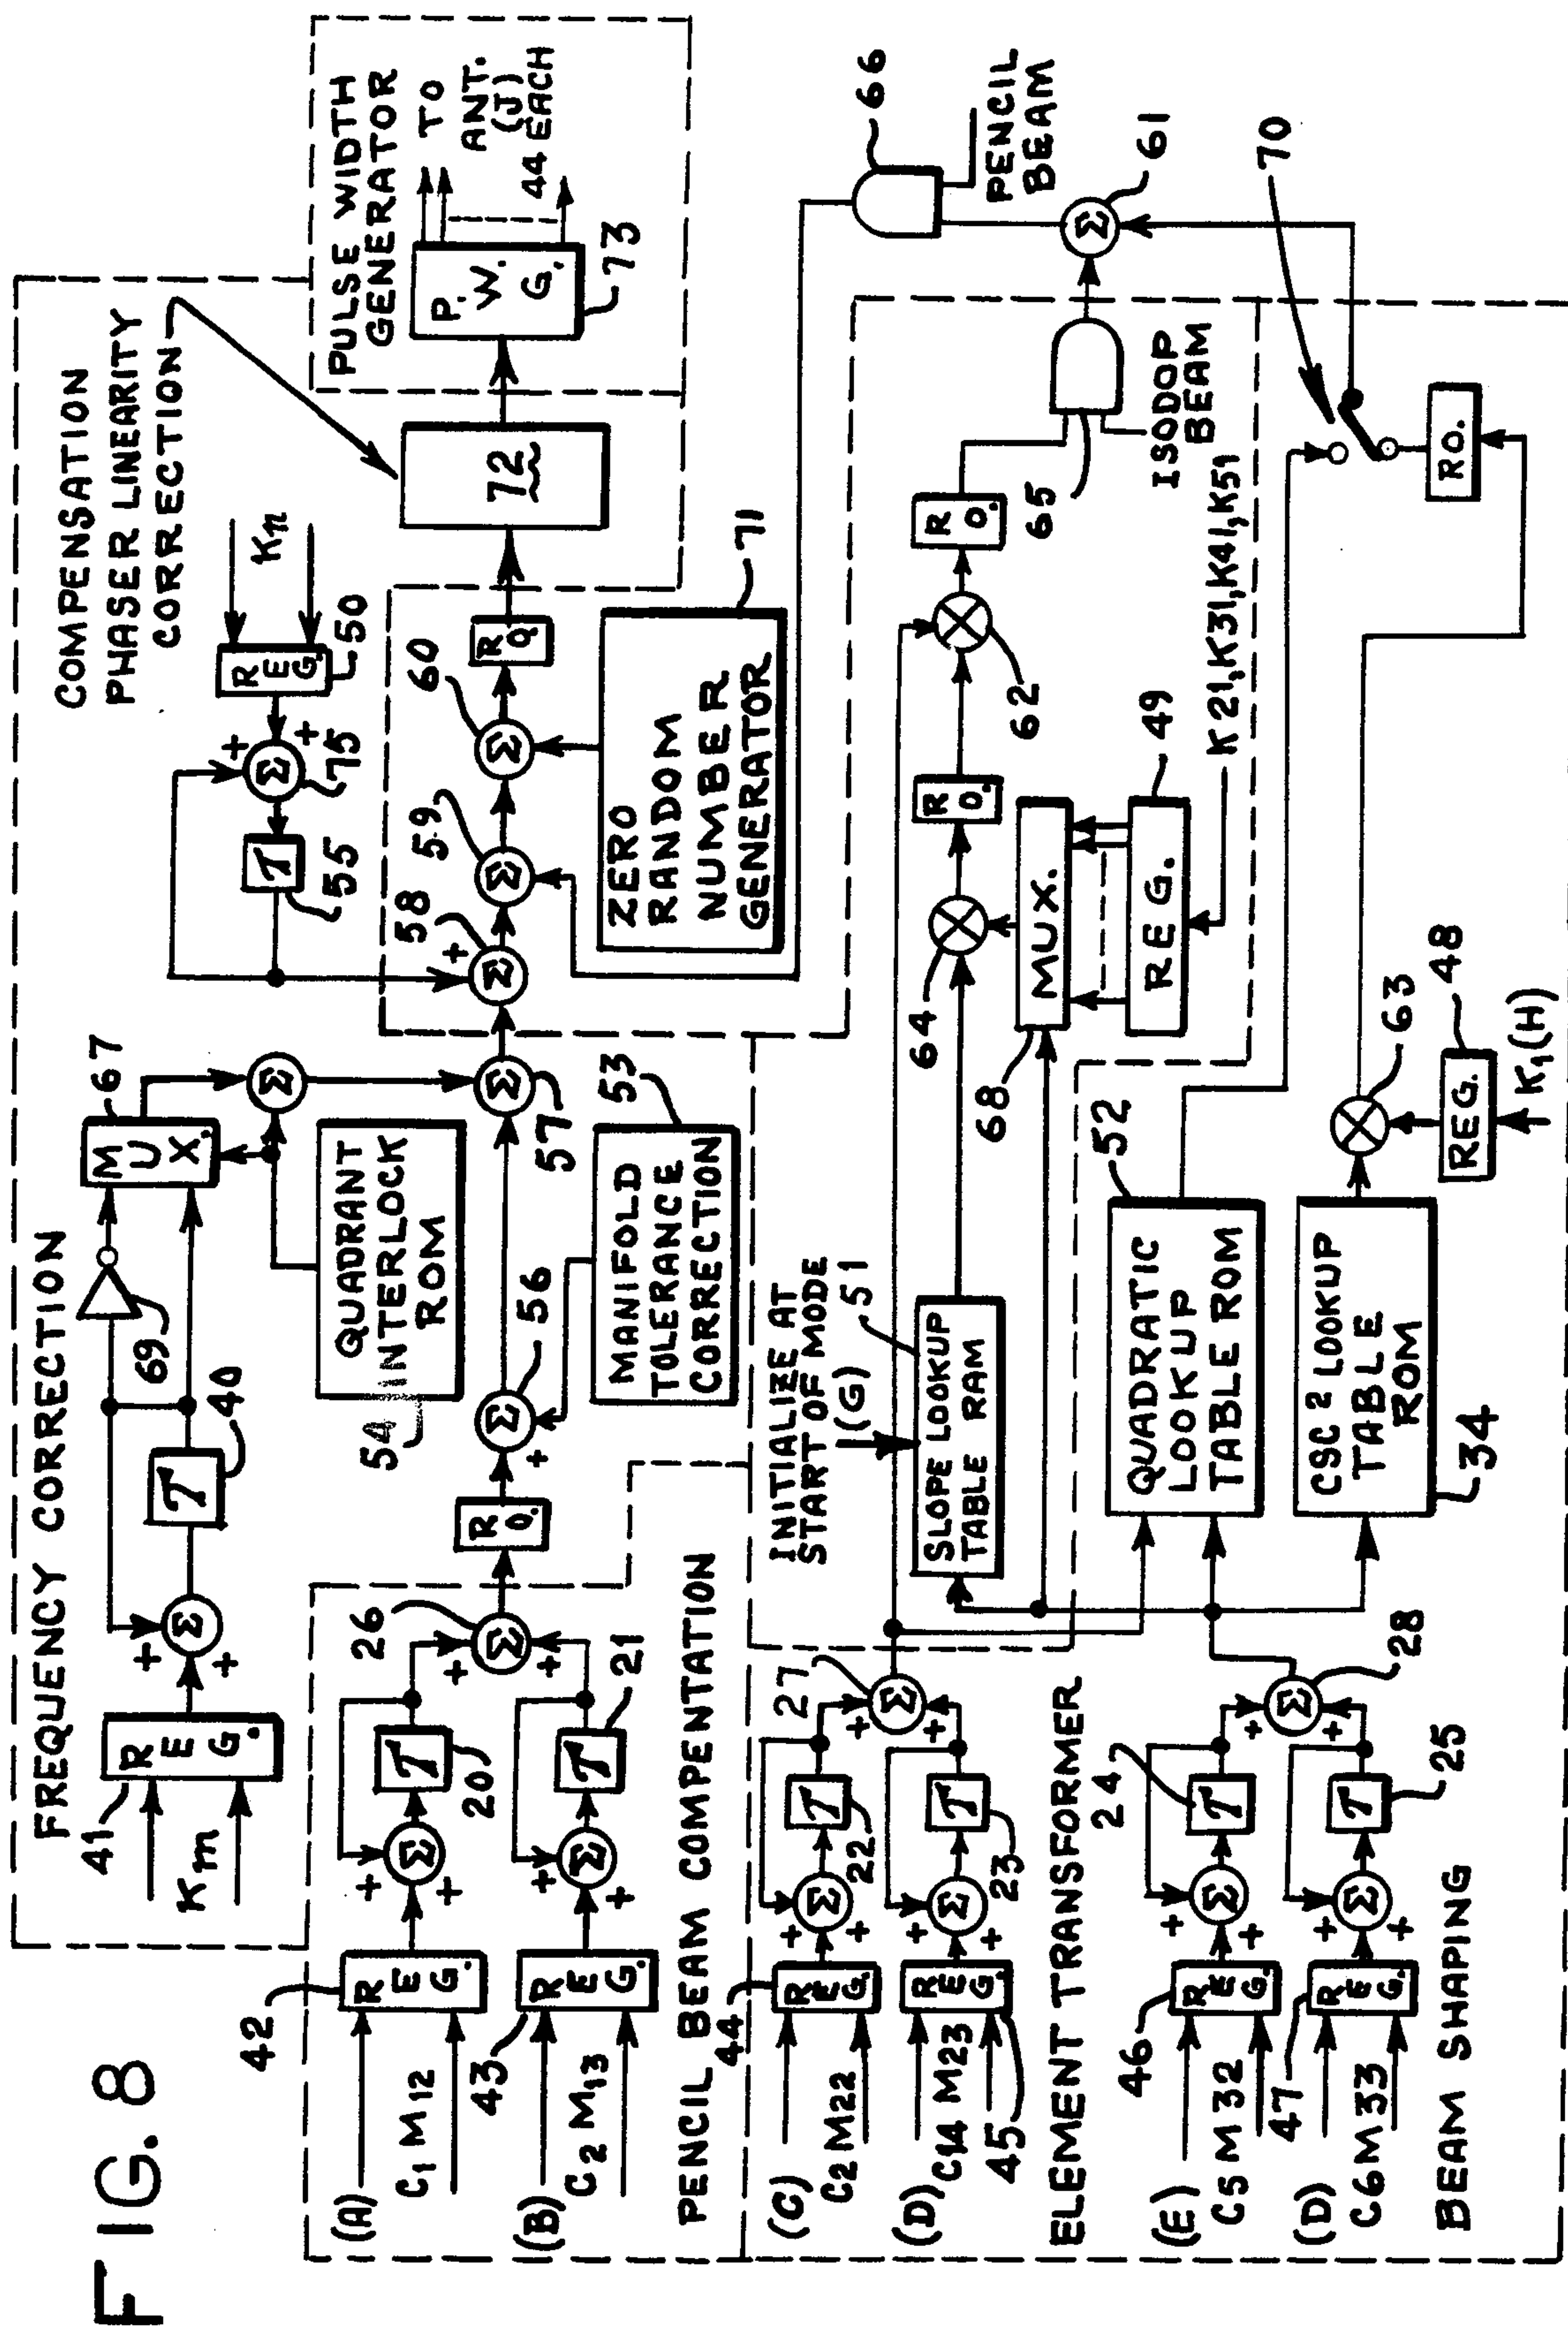 FIG. 8
FREQUENCY CORRECTION
41
Km
REG.
Σ
+
+
T
40
69
MUX.
67
Σ
QUADRANT
INTERLOCK
ROM
54
COMPENSATION
PHASER LINEARITY
CORRECTION
Kn
REG.
50
+
+
Σ
75
T
55
PULSE WIDTH
GENERATOR
P.W.G.
73
TO
ANT.
(J)
44 EACH
72
42
(A)
C1 M12
REG.
+
+
Σ
T
20
43
(B)
C2 M13
REG.
+
+
Σ
T
21
26
+
+
Σ
RO.
56
Σ
+
MANIFOLD
TOLERANCE
CORRECTION
53
57
Σ
58
+
Σ
59
Σ
60
Σ
RO.
ZERO
RANDOM
NUMBER
GENERATOR
71
PENCIL BEAM COMPENTATION
44
(C)
C2 M22
REG.
+
+
Σ
T
22
(D)
C14 M23
45
REG.
+
+
Σ
T
23
27
+
+
Σ
ELEMENT TRANSFORMER
INITIALIZE AT
START OF MODE
(G)
51
SLOPE LOOKUP
TABLE RAM
64
RO.
62
RO.
65
ISODOP
BEAM
66
PENCIL
BEAM
Σ
61
MUX.
68
REG.
49
K21,K31,K41,K51
46
(E)
C5 M32
REG.
+
+
Σ
T
24
47
(D)
C6 M33
REG.
+
+
Σ
T
25
28
+
+
Σ
BEAM SHAPING
QUADRATIC
LOOKUP
TABLE ROM
52
CSC 2 LOOKUP
TABLE
ROM
34
63
REG.
48
K1(H)
70
RO.